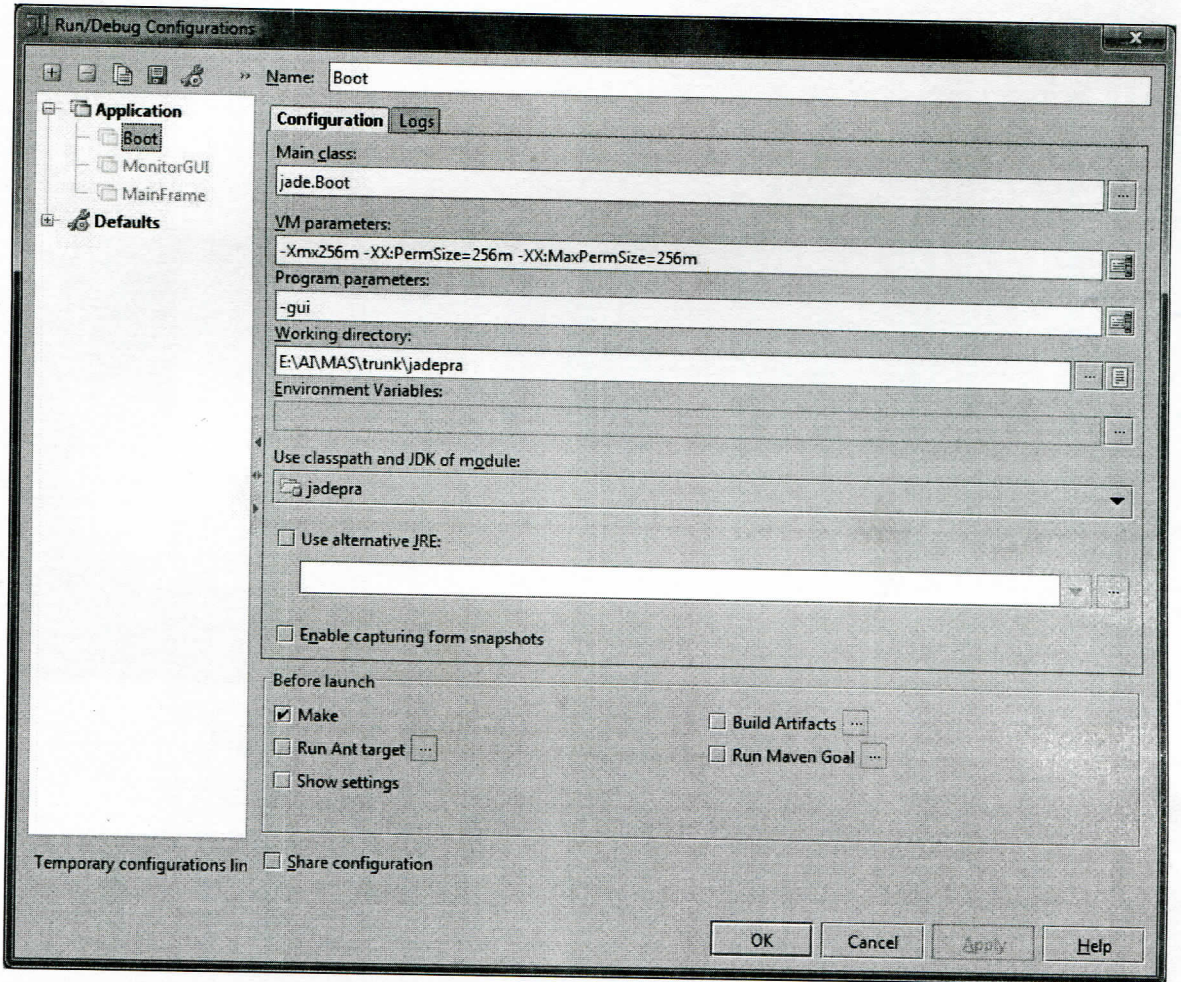 Run/Debug Configurations
Name: Boot
Application
Boot
MonitorGUI
MainFrame
Defaults
Configuration Logs
Main class:
jade.Boot
VM parameters:
-Xmx256m -XX:PermSize=256m -XX:MaxPermSize=256m
Program parameters:
-gui
Working directory:
E:\AI\MAS\trunk\jadepra
Environment Variables:
Use classpath and JDK of module:
jadepra
Use alternative JRE:
Enable capturing form snapshots
Before launch
Make
Build Artifacts
Run Ant target
Run Maven Goal
Show settings
Temporary configurations lin
Share configuration
OK Cancel Apply Help